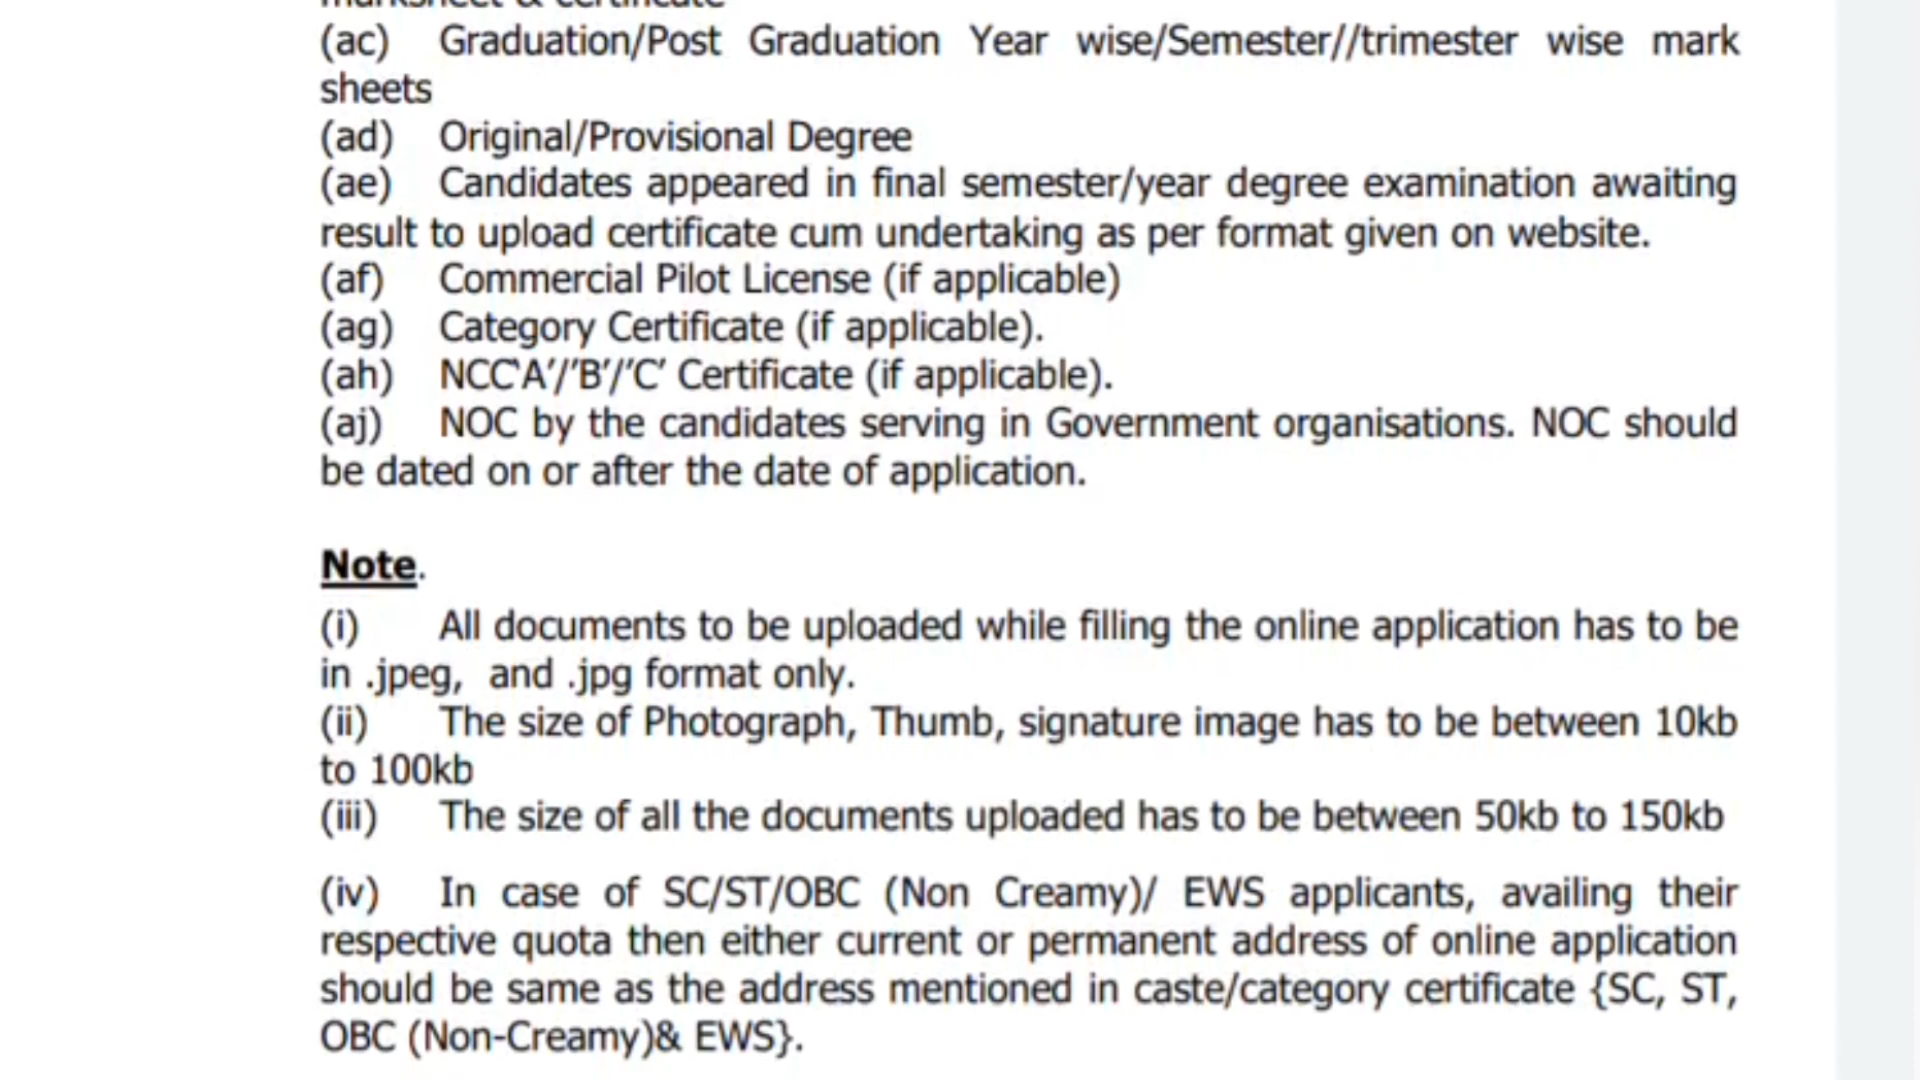 marksheet & certificate
(ac) Graduation/Post Graduation Year wise/Semester//trimester wise mark
sheets
(ad) Original/Provisional Degree
(ae) Candidates appeared in final semester/year degree examination awaiting
result to upload certificate cum undertaking as per format given on website.
(af) Commercial Pilot License (if applicable)
(ag) Category Certificate (if applicable).
(ah) NCC‘A’/’B’/’C’ Certificate (if applicable).
(aj) NOC by the candidates serving in Government organisations. NOC should
be dated on or after the date of application.
Note.
(i) All documents to be uploaded while filling the online application has to be
in .jpeg, and .jpg format only.
(ii) The size of Photograph, Thumb, signature image has to be between 10kb
to 100kb
(iii) The size of all the documents uploaded has to be between 50kb to 150kb
(iv) In case of SC/ST/OBC (Non Creamy)/ EWS applicants, availing their
respective quota then either current or permanent address of online application
should be same as the address mentioned in caste/category certificate {SC, ST,
OBC (Non-Creamy)& EWS}.